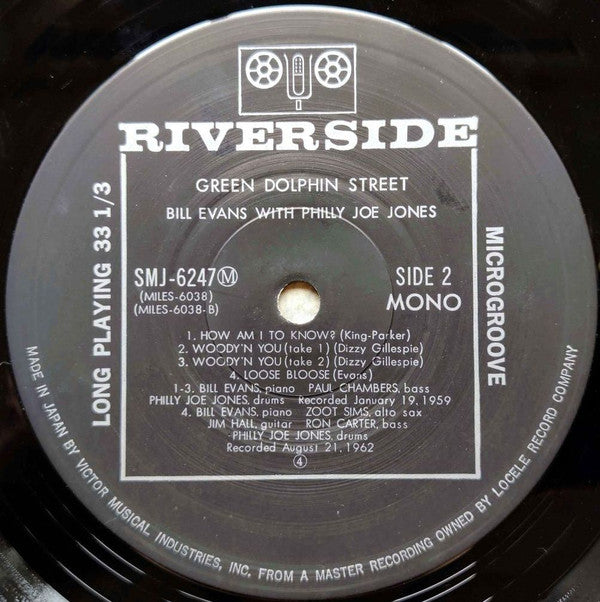 RIVERSIDE
GREEN DOLPHIN STREET
BILL EVANS WITH PHILLY JOE JONES
LONG PLAYING 33 1/3
MICROGROOVE
SMJ-6247 Ⓜ
(MILES-6038)
(MILES-6038-B)
SIDE 2
MONO
1. HOW AM I TO KNOW? (King-Parker)
2. WOODY'N YOU (take 1) (Dizzy Gillespie)
3. WOODY'N YOU (take 2) (Dizzy Gillespie)
4. LOOSE BLOOSE (Evans)
1-3. BILL EVANS, piano PAUL CHAMBERS, bass
PHILLY JOE JONES, drums Recorded January 19. 1959
4. BILL EVANS, piano ZOOT SIMS, alto sax
JIM HALL, guitar RON CARTER, bass
PHILLY JOE JONES, drums
Recorded August 21, 1962
④
MADE IN JAPAN BY VICTOR MUSICAL INDUSTRIES, INC. FROM A MASTER RECORDING OWNED BY LOCELE RECORD COMPANY